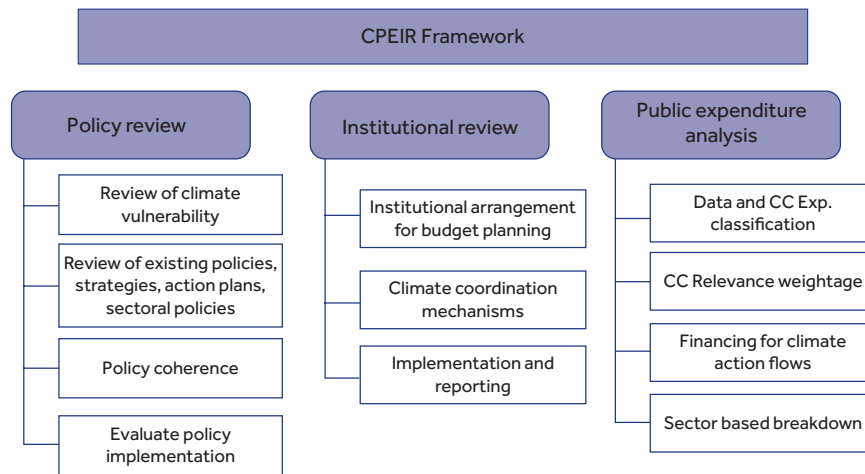 CPEIR Framework
Policy review
Review of climate
vulnerability
Review of existing policies,
strategies, action plans,
sectoral policies
Policy coherence
Evaluate policy
implementation
Institutional review
Institutional arrangement
for budget planning
Climate coordination
mechanisms
Implementation and
reporting
Public expenditure
analysis
Data and CC Exp.
classification
CC Relevance weightage
Financing for climate
action flows
Sector based breakdown